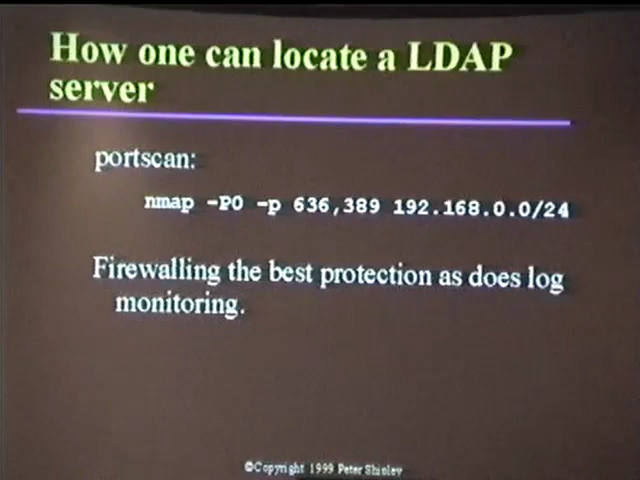 How one can locate a LDAP
server
portscan:
nmap -P0 -p 636,389 192.168.0.0/24
Firewalling the best protection as does log
monitoring.
©Copyright 1999 Peter Shipley